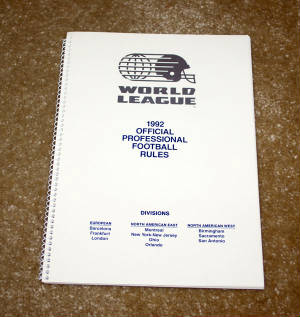 WORLD
LEAGUE
1992
OFFICIAL
PROFESSIONAL
FOOTBALL
RULES
DIVISIONS
EUROPEAN
Barcelona
Frankfurt
London
NORTH AMERICAN EAST
Montreal
New York-New Jersey
Ohio
Orlando
NORTH AMERICAN WEST
Birmingham
Sacramento
San Antonio